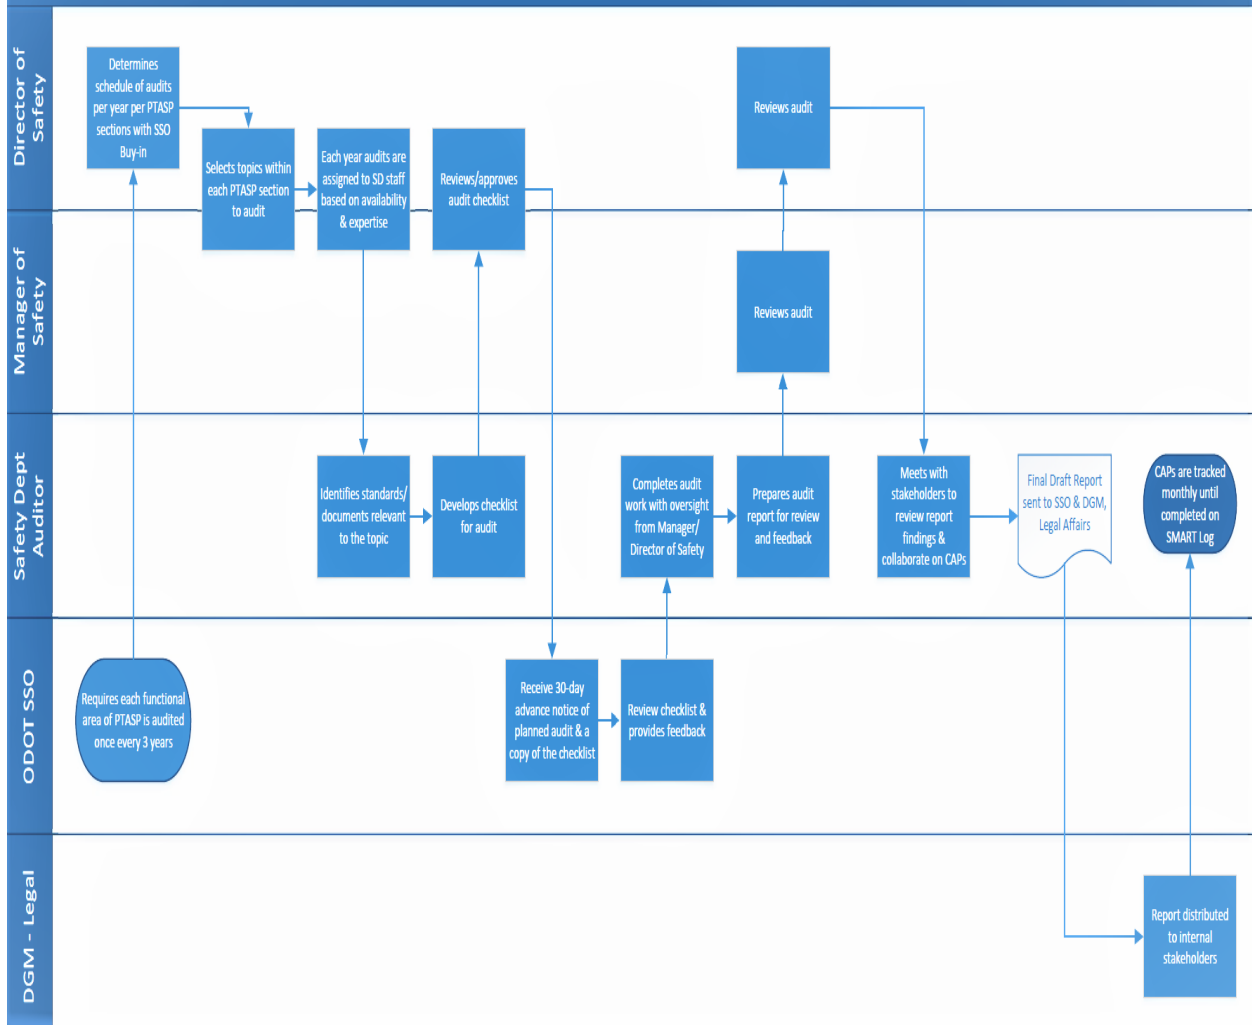 Director of
Safety
Determines
schedule of audits
per year per PTASP
sections with SSO
Buy-in
Selects topics within
each PTASP section
to audit
Each year audits are
assigned to SD staff
based on availability
& expertise
Reviews/approves
audit checklist
Reviews audit
Manager of
Safety
Reviews audit
Safety Dept
Auditor
Identifies standards/
documents relevant
to the topic
Develops checklist
for audit
Completes audit
work with oversight
from Manager/
Director of Safety
Prepares audit
report for review
and feedback
Meets with
stakeholders to
review report
findings &
collaborate on CAPs
Final Draft Report
sent to SSO & DGM,
Legal Affairs
CAPs are tracked
monthly until
completed on
SMART Log
ODOT SSO
Requires each functional
area of PTASP is audited
once every 3 years
Receive 30-day
advance notice of
planned audit & a
copy of the checklist
Review checklist &
provides feedback
DGM - Legal
Report distributed
to internal
stakeholders